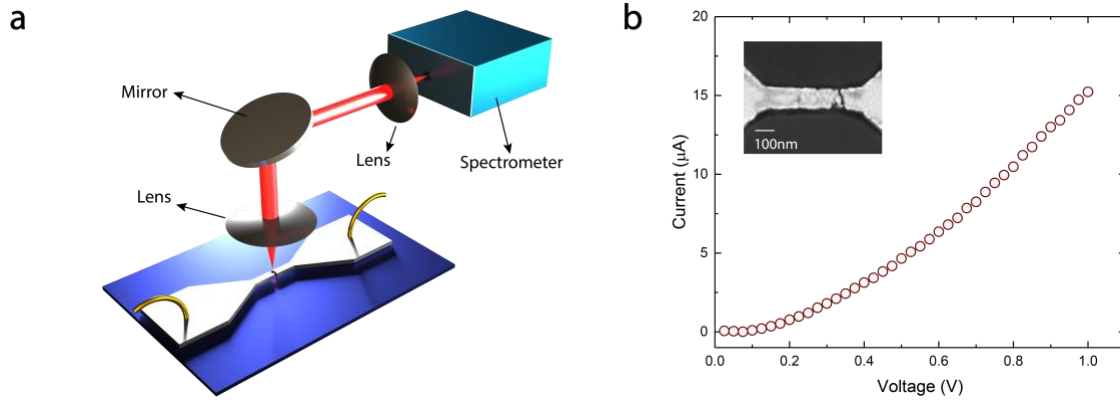 a
Mirror
Lens
Spectrometer
Lens
b
20
15
10
5
0
Current (μA)
100nm
0.0 0.2 0.4 0.6 0.8 1.0
Voltage (V)